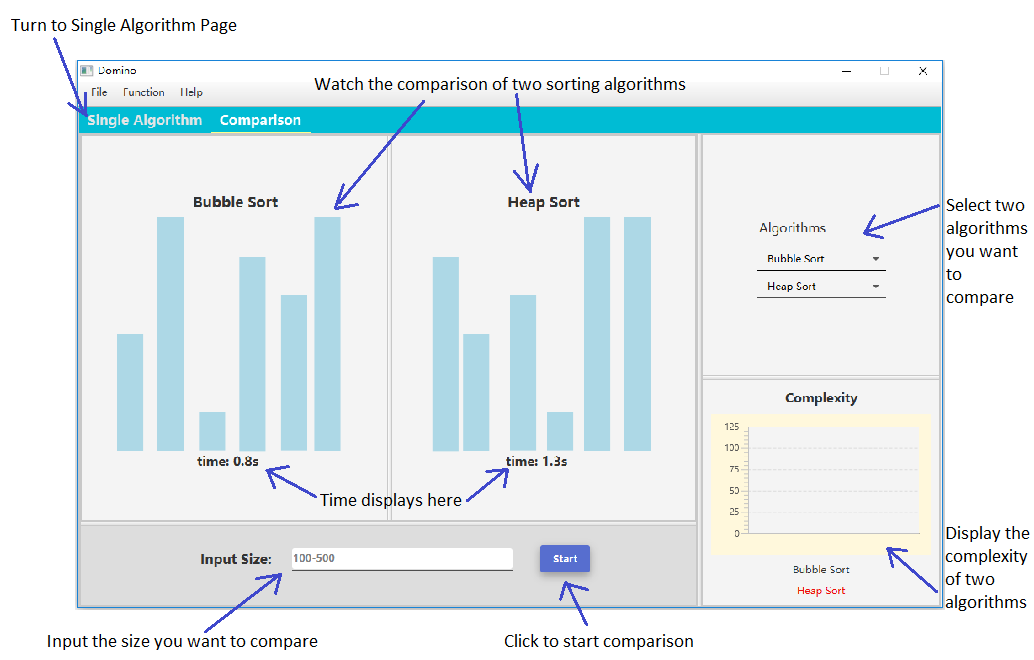 Turn to Single Algorithm Page
Domino
File Function Help
Watch the comparison of two sorting algorithms
Single Algorithm Comparison
Bubble Sort
Heap Sort
time: 0.8s
time: 1.3s
Time displays here
Algorithms
Bubble Sort
Heap Sort
Select two
algorithms
you want
to
compare
Complexity
125
100
75
50
25
0
Bubble Sort
Heap Sort
Display the
complexity
of two
algorithms
Input Size: 100-500 Start
Input the size you want to compare
Click to start comparison